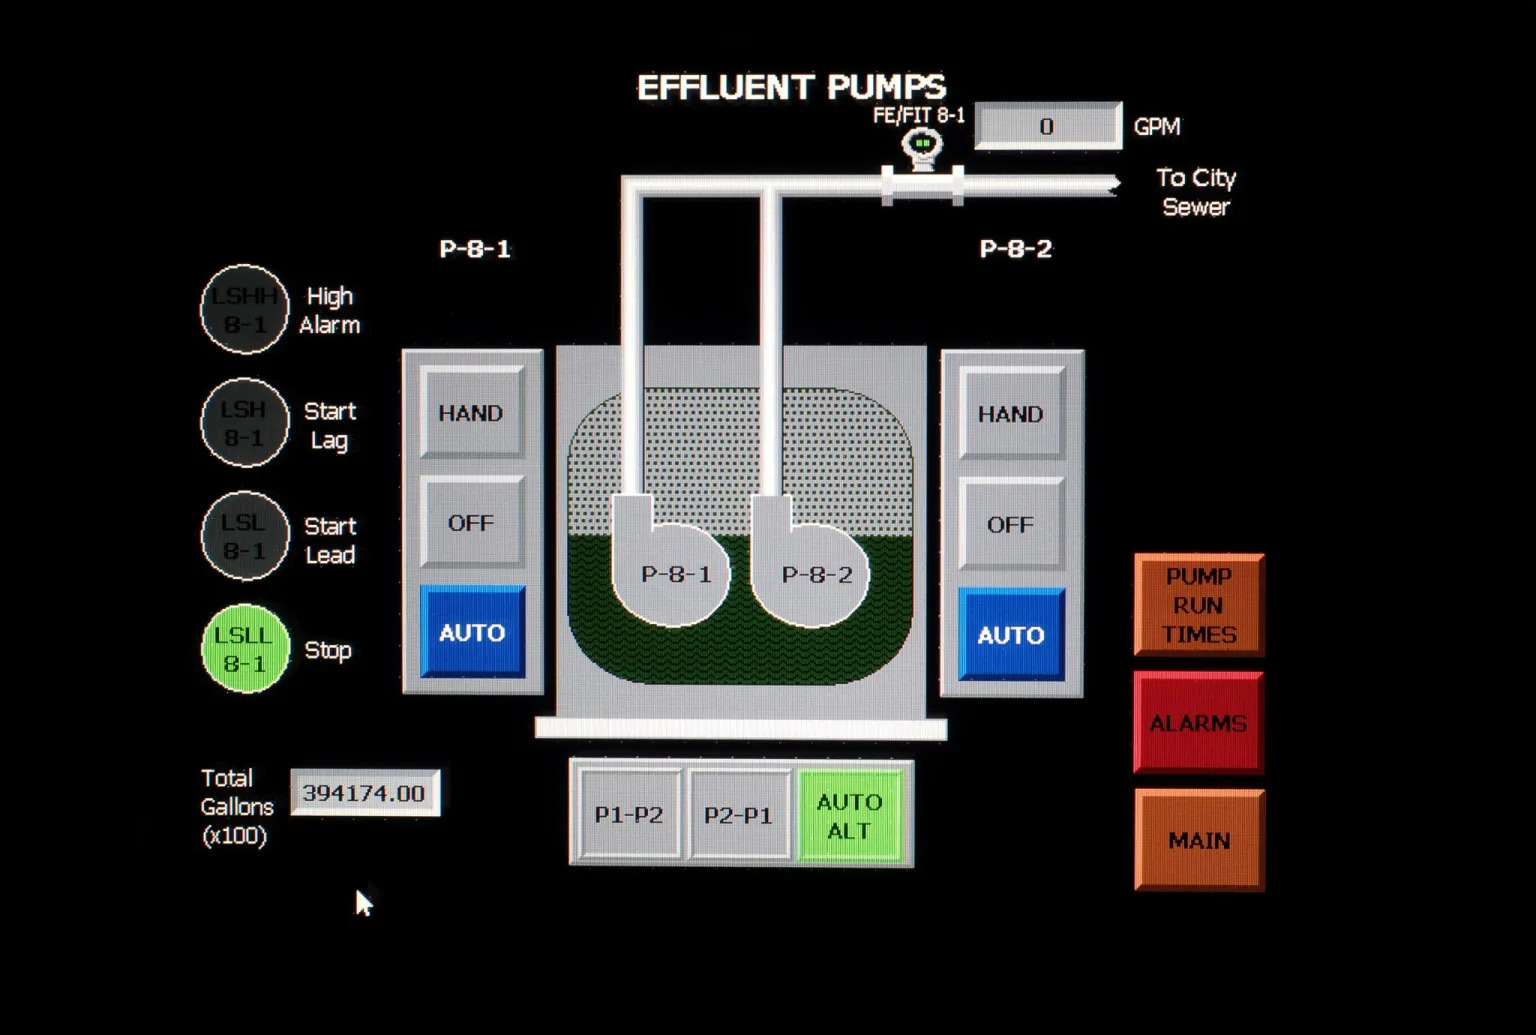 EFFLUENT PUMPS
FE/FIT 8-1
0
GPM
To City
Sewer
P-8-1
P-8-2
LSHH
8-1
High
Alarm
LSH
8-1
Start
Lag
LSL
8-1
Start
Lead
LSLL
8-1
Stop
HAND
OFF
AUTO
P-8-1
P-8-2
HAND
OFF
AUTO
PUMP
RUN
TIMES
ALARMS
MAIN
Total
Gallons
(x100)
394174.00
P1-P2
P2-P1
AUTO
ALT